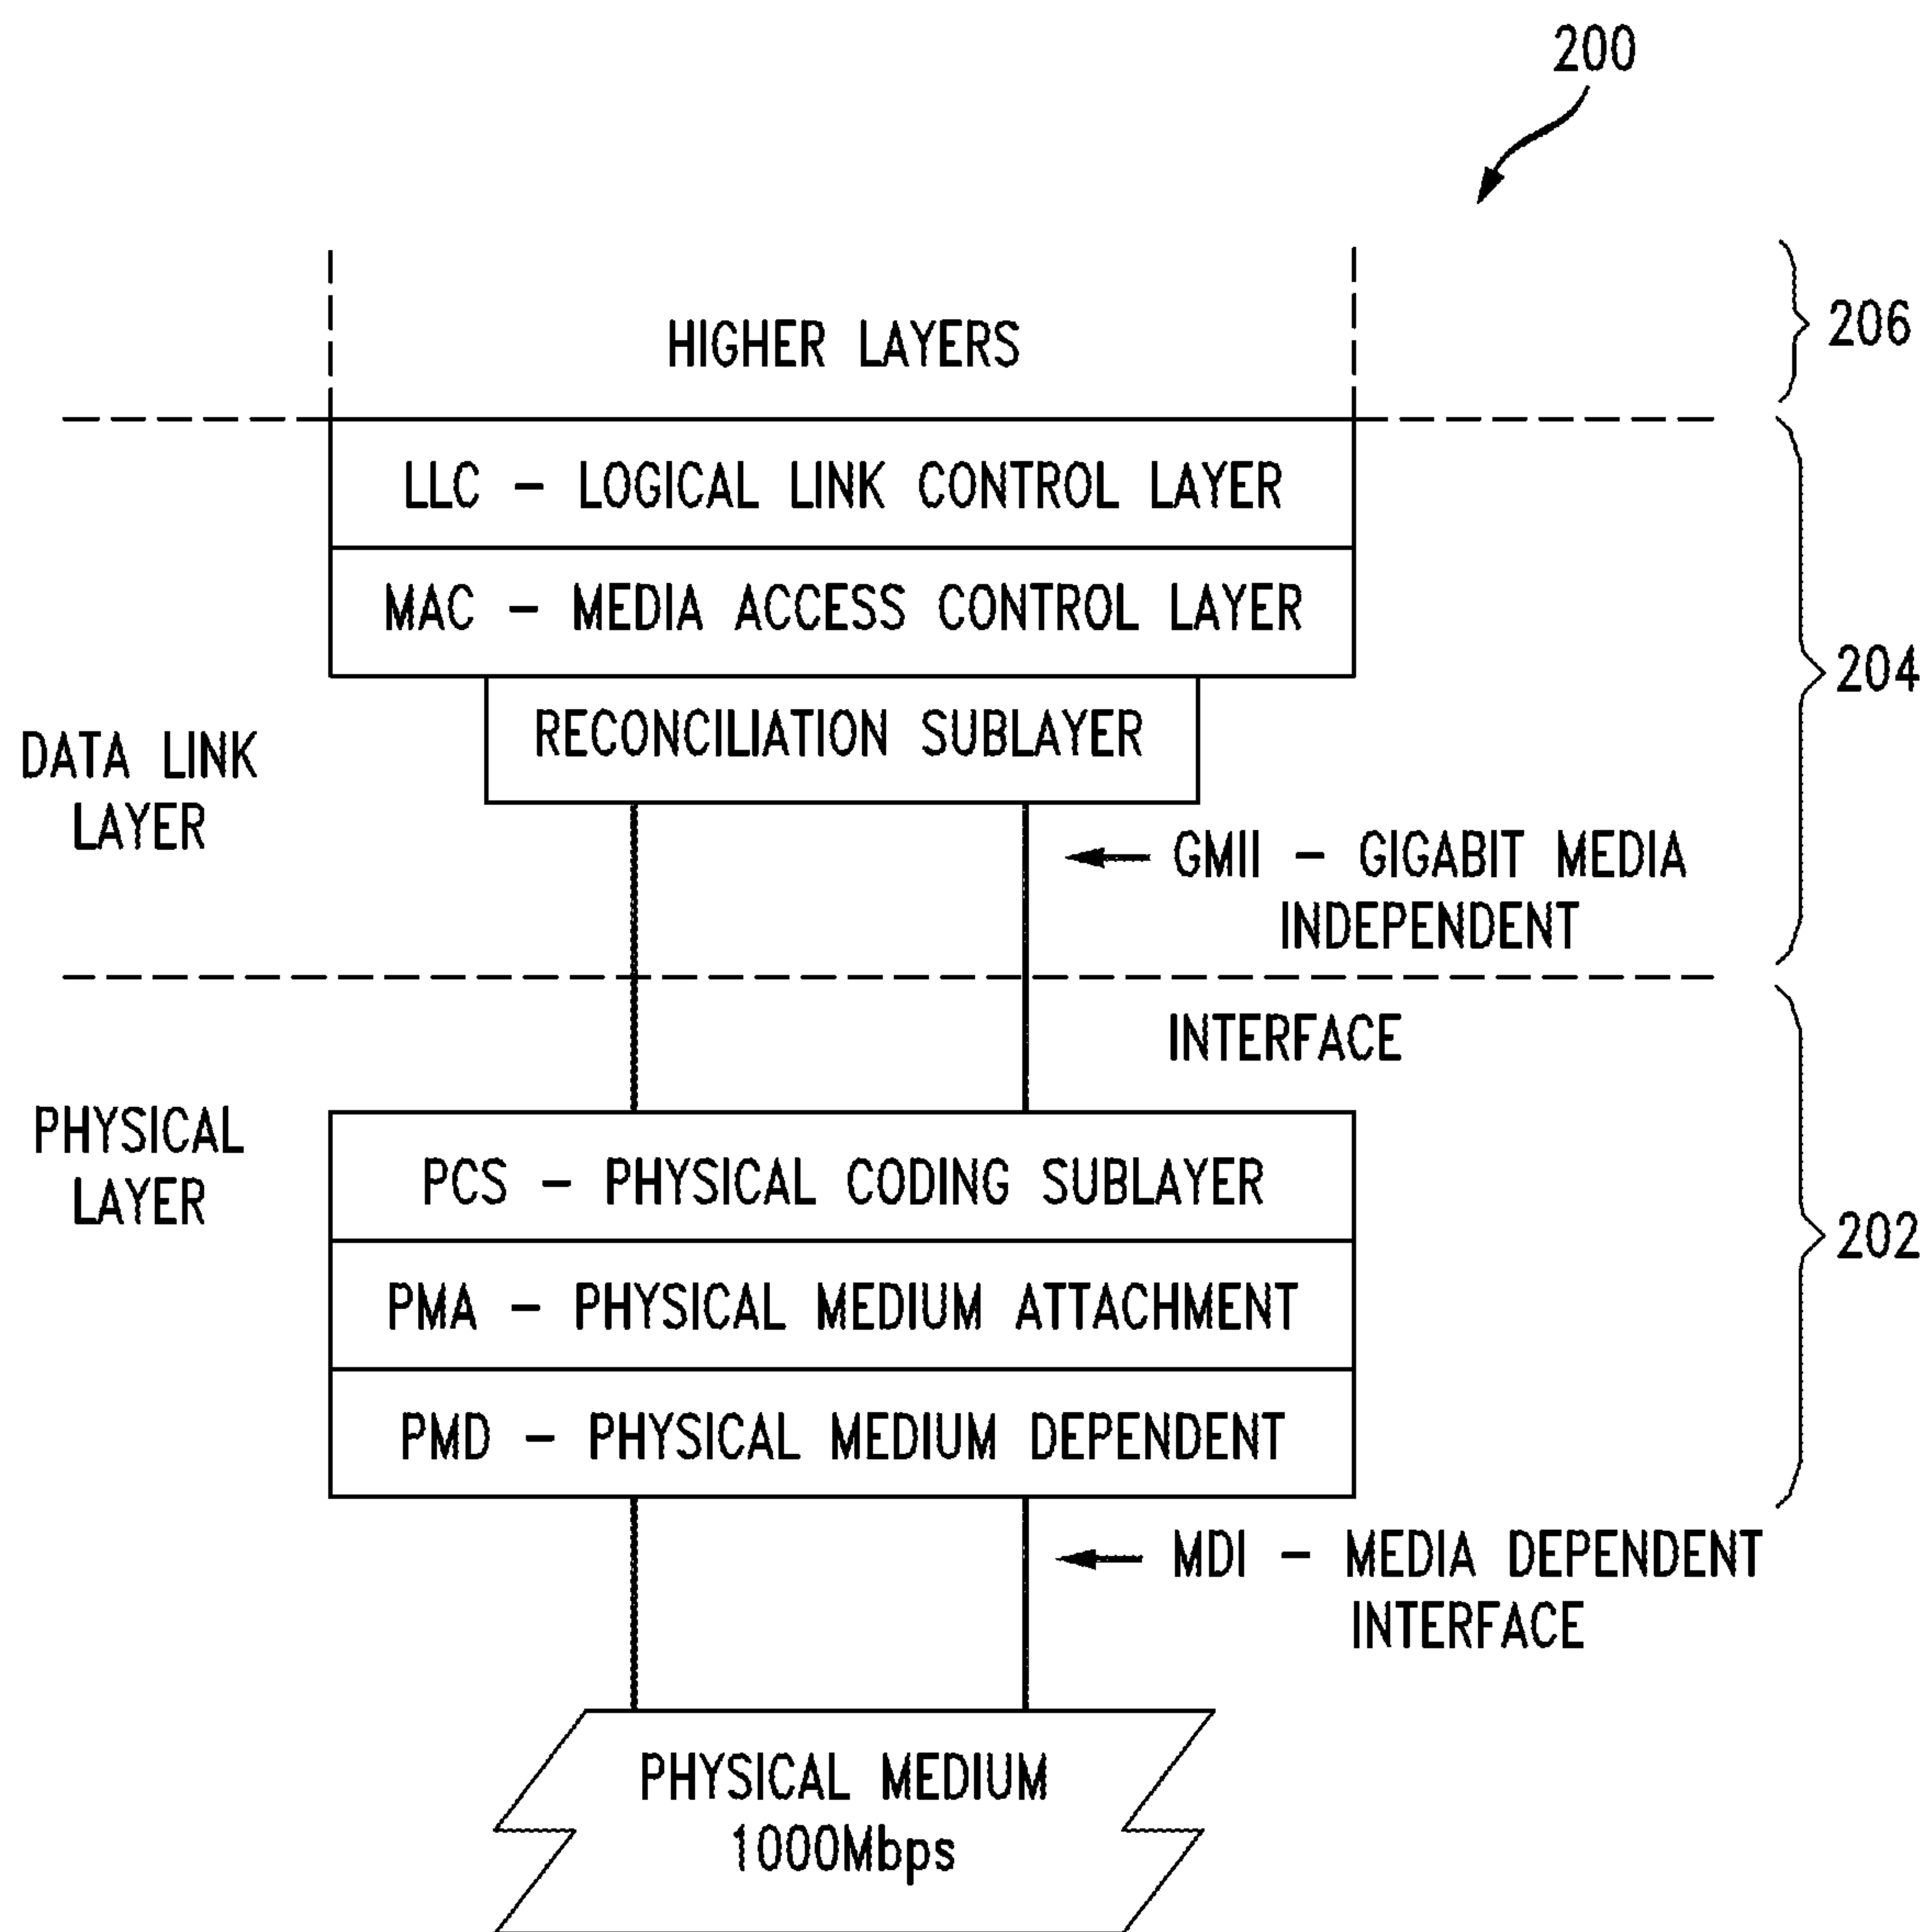 200
HIGHER LAYERS
206
LLC – LOGICAL LINK CONTROL LAYER
MAC – MEDIA ACCESS CONTROL LAYER
204
RECONCILIATION SUBLAYER
DATA LINK
LAYER
GMII – GIGABIT MEDIA
INDEPENDENT
INTERFACE
PHYSICAL
LAYER
PCS – PHYSICAL CODING SUBLAYER
202
PMA – PHYSICAL MEDIUM ATTACHMENT
PMD – PHYSICAL MEDIUM DEPENDENT
MDI – MEDIA DEPENDENT
INTERFACE
PHYSICAL MEDIUM
1000Mbps